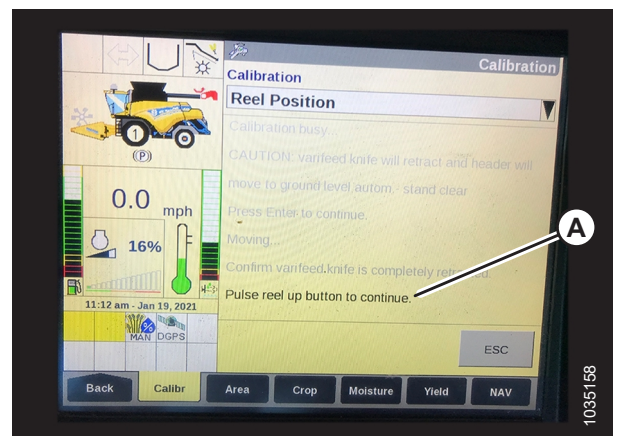 Calibration
Calibration
Reel Position
Calibration busy
CAUTION: varifeed knife will retract and header will
move to ground level autom. - stand clear
Press Enter to continue.
Moving...
Confirm varifeed knife is completely retracted.
Pulse reel up button to continue.
A
1
(P)
0.0 mph
16%
F
11:12 am - Jan 19, 2021
MAN DGPS
ESC
Back Calibr Area Crop Moisture Yield NAV
1035158